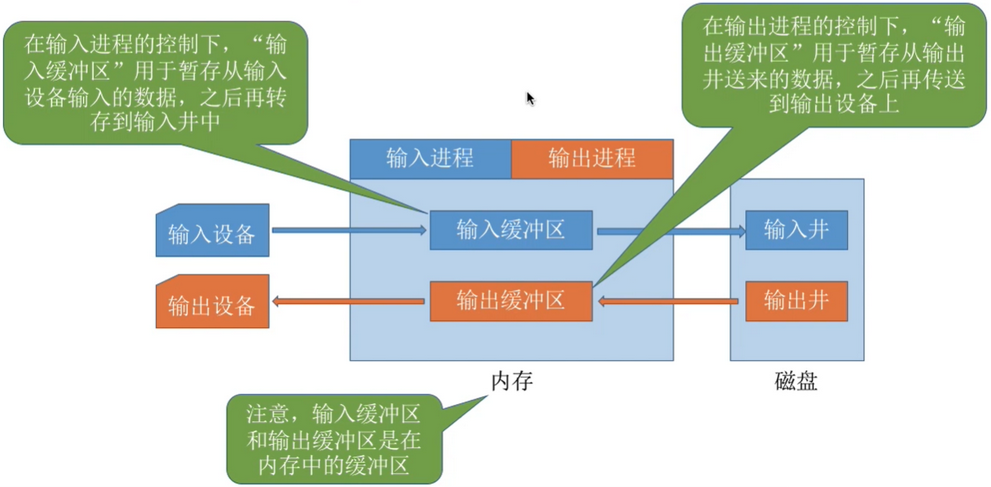 在输入进程的控制下，“输
入缓冲区”用于暂存从输入
设备输入的数据，之后再转
存到输入井中
在输出进程的控制下，“输
出缓冲区”用于暂存从输出
井送来的数据，之后再传送
到输出设备上
输入进程
输出进程
输入设备
输入缓冲区
输入井
输出设备
输出缓冲区
输出井
内存
磁盘
注意，输入缓冲区
和输出缓冲区是在
内存中的缓冲区